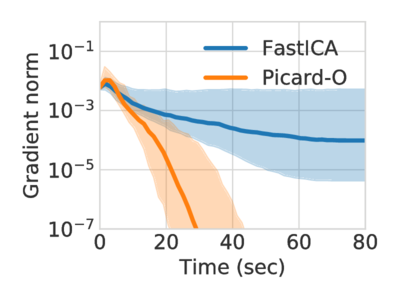 FastICA
Picard-O
Gradient norm
10⁻¹
10⁻³
10⁻⁵
10⁻⁷
0 20 40 60 80
Time (sec)